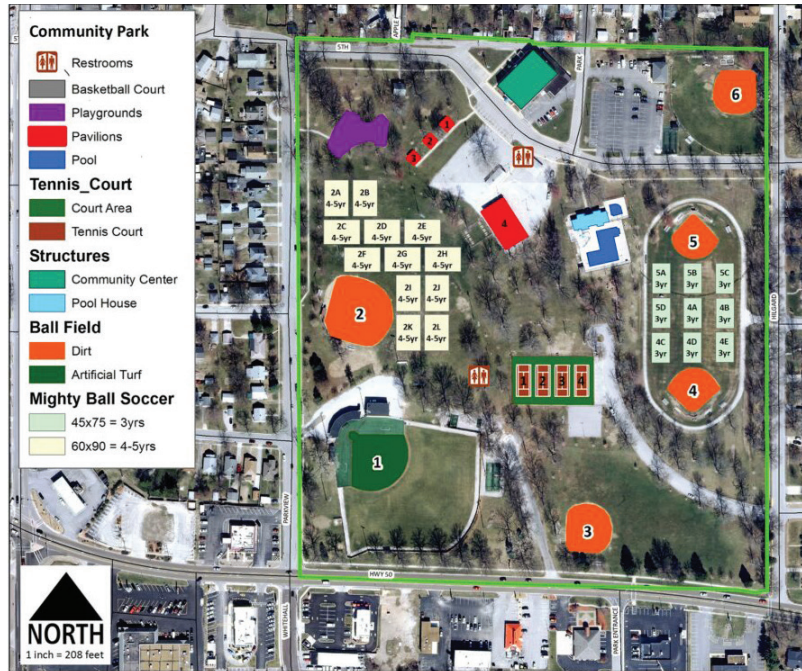 Community Park
Restrooms
Basketball Court
Playgrounds
Pavilions
Pool
Tennis_Court
Court Area
Tennis Court
Structures
Community Center
Pool House
Ball Field
Dirt
Artificial Turf
Mighty Ball Soccer
45x75 = 3yrs
60x90 = 4-5yrs
NORTH
1 inch = 208 feet
5TH
APPLE
PARK
6
1
2
3
4
2A
4-5yr
2B
4-5yr
2C
4-5yr
2D
4-5yr
2E
4-5yr
2F
4-5yr
2G
4-5yr
2H
4-5yr
2I
4-5yr
2J
4-5yr
2K
4-5yr
2L
4-5yr
2
5
5A
3yr
5B
3yr
5C
3yr
5D
3yr
4A
3yr
4B
3yr
4C
3yr
4D
3yr
4E
3yr
4
HILGARD
1
2
3
4
1
3
PARKVIEW
HWY 50
WHITEHALL
PARK ENTRANCE